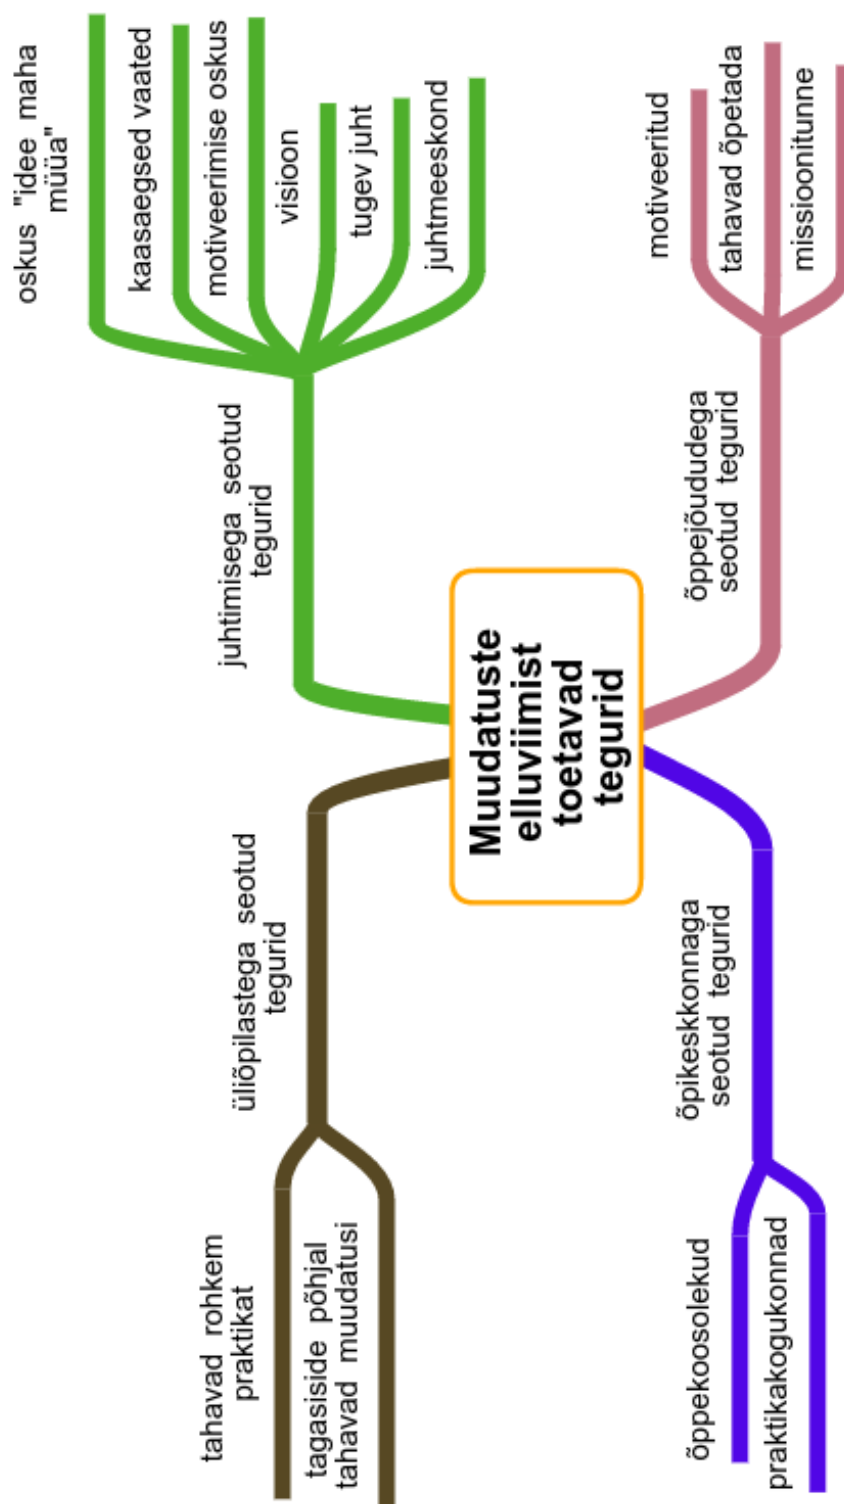 Muudatuste
elluviimist
toetavad
tegurid
üliõpilastega seotud
tegurid
tahavad rohkem
praktikat
tagasiside põhjal
tahavad muudatusi
juhtimisega seotud
tegurid
oskus "idee maha
müüa"
kaasaegsed vaated
motiveerimise oskus
visioon
tugev juht
juhtmeeskond
õpikeskkonnaga
seotud tegurid
õppekoosolekud
praktikakogukonnad
õppejõududega
seotud tegurid
motiveeritud
tahavad õpetada
missioonitunne